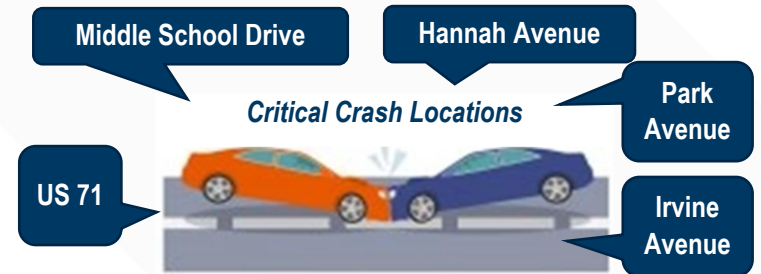 Middle School Drive
Hannah Avenue
Critical Crash Locations
Park
Avenue
US 71
Irvine
Avenue